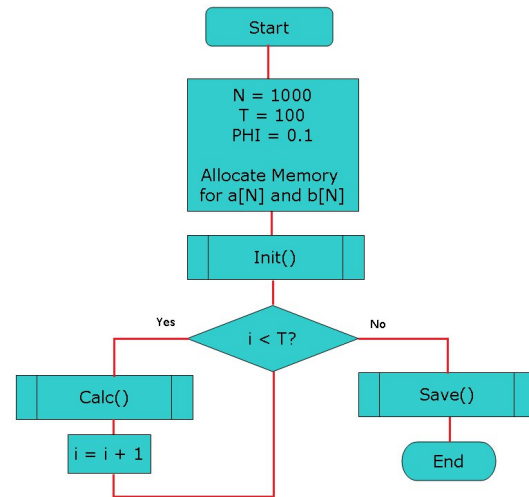 Start
N = 1000
T = 100
PHI = 0.1
Allocate Memory
for a[N] and b[N]
Init()
Yes
No
i < T?
Calc()
Save()
i = i + 1
End